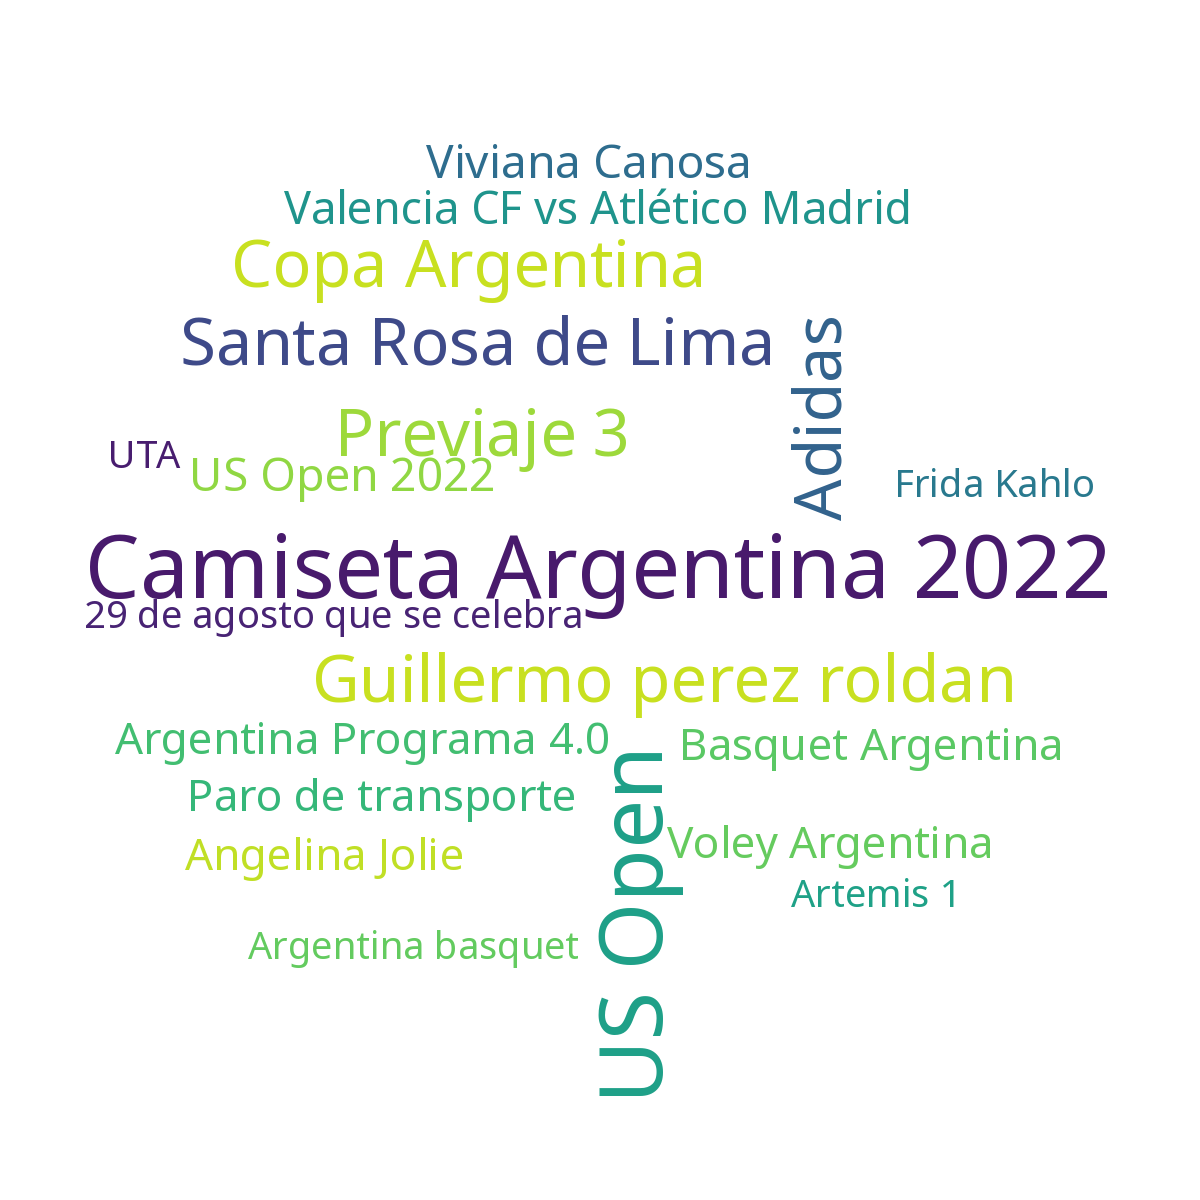 Viviana Canosa
Valencia CF vs Atlético Madrid
Copa Argentina
Santa Rosa de Lima
Adidas
Previaje 3
UTA
US Open 2022
Frida Kahlo
Camiseta Argentina 2022
29 de agosto que se celebra
Guillermo perez roldan
Argentina Programa 4.0
Basquet Argentina
US Open
Paro de transporte
Voley Argentina
Angelina Jolie
Artemis 1
Argentina basquet